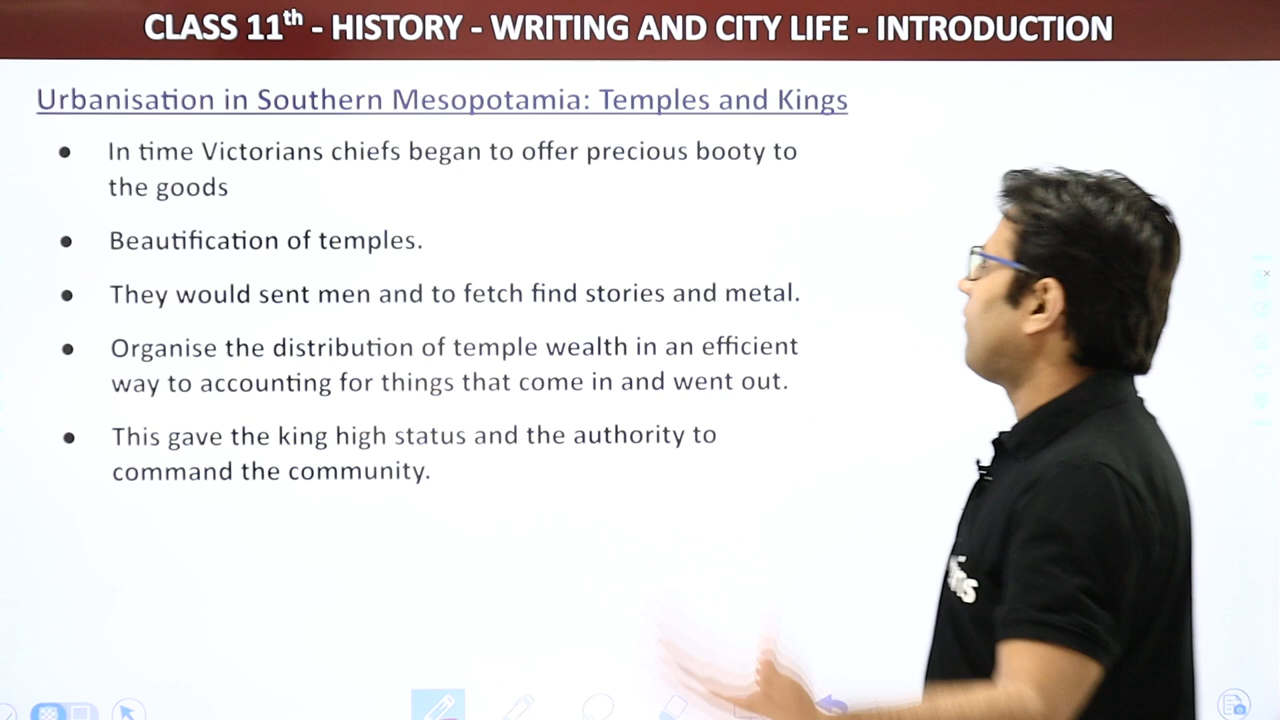 CLASS 11th - HISTORY - WRITING AND CITY LIFE - INTRODUCTION
Urbanisation in Southern Mesopotamia: Temples and Kings
In time Victorians chiefs began to offer precious booty to
the goods
Beautification of temples.
They would sent men and to fetch find stories and metal.
Organise the distribution of temple wealth in an efficient
way to accounting for things that come in and went out.
This gave the king high status and the authority to
command the community.